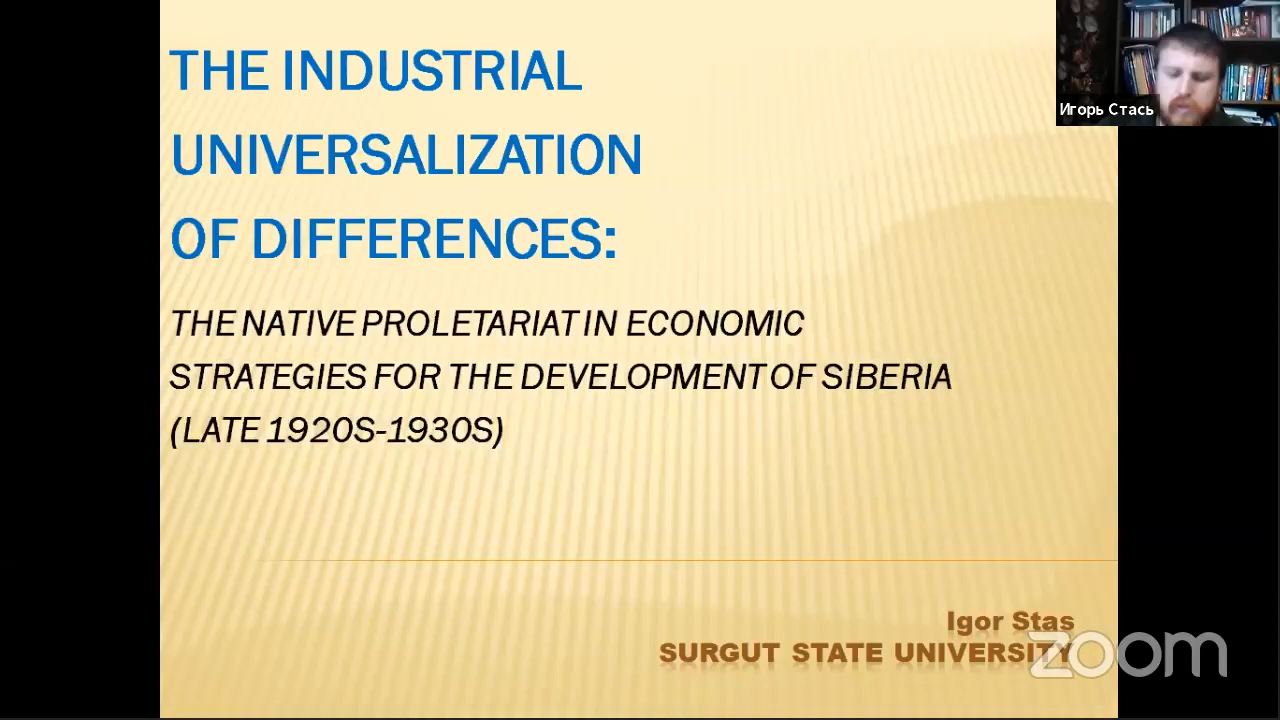 THE INDUSTRIAL
UNIVERSALIZATION
OF DIFFERENCES:
THE NATIVE PROLETARIAT IN ECONOMIC
STRATEGIES FOR THE DEVELOPMENT OF SIBERIA
(LATE 1920S-1930S)
Igor Stas
SURGUT STATE UNIVERSITY
Игорь Стась
zoom